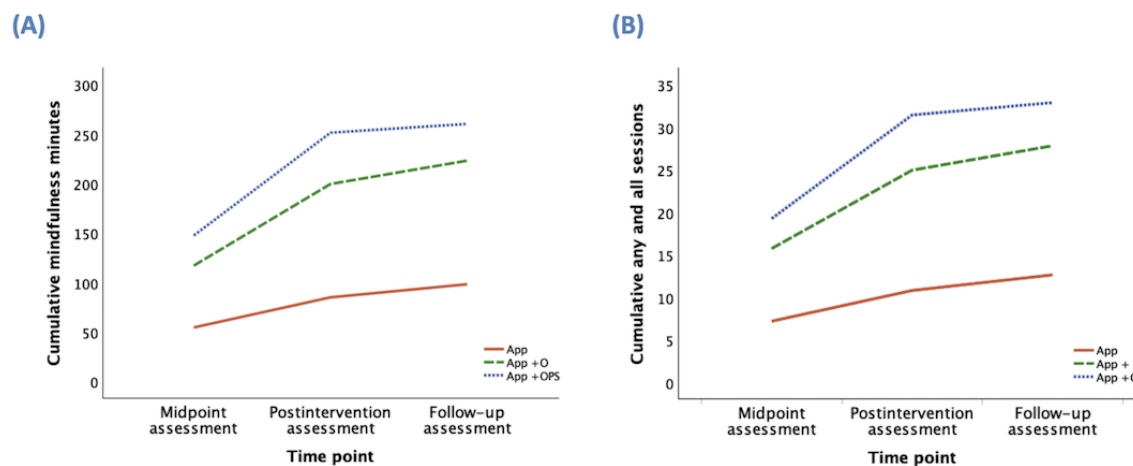 (A)
Cumulative mindfulness minutes
300
250
200
150
100
50
0
App
App +O
App +OPS
Midpoint assessment
Postintervention assessment
Follow-up assessment
Time point
(B)
Cumulative any and all sessions
35
30
25
20
15
10
5
0
App
App +
App +
Midpoint assessment
Postintervention assessment
Follow-up assessment
Time point